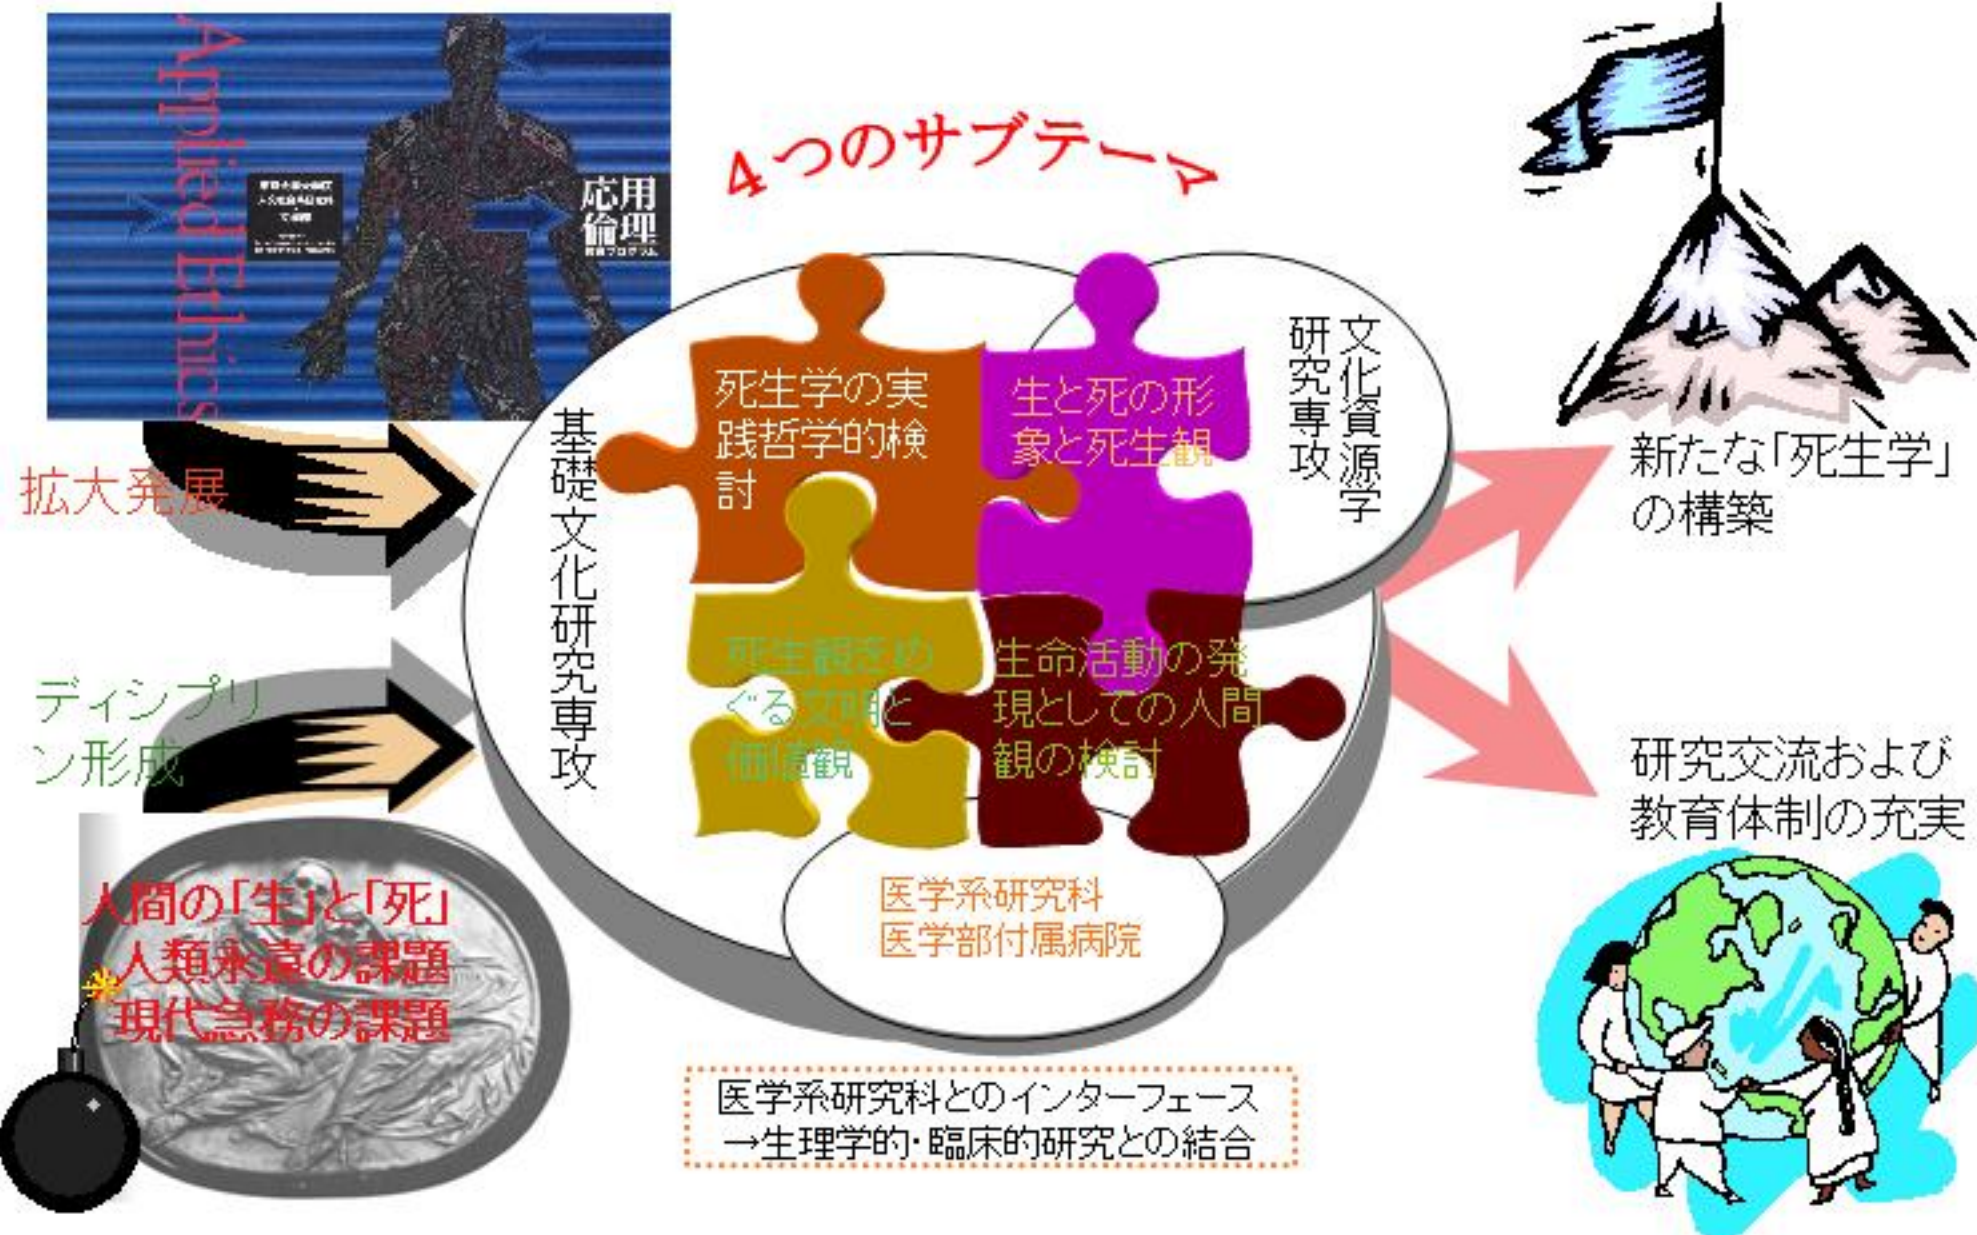 Applied Ethics
応用
倫理
4つのサブテーマ
拡大発展
ディシプリ
ン形成
人間の「生」と「死」
人類永遠の課題
現代急務の課題
基礎文化研究専攻
死生学の実
践哲学的検
討
生と死の形
象と死生観
文化資源学
研究専攻
死生観をめ
ぐる文明と
価値観
生命活動の発
現としての人間
観の検討
医学系研究科
医学部付属病院
医学系研究科とのインターフェース
→生理学的・臨床的研究との結合
新たな「死生学」
の構築
研究交流および
教育体制の充実